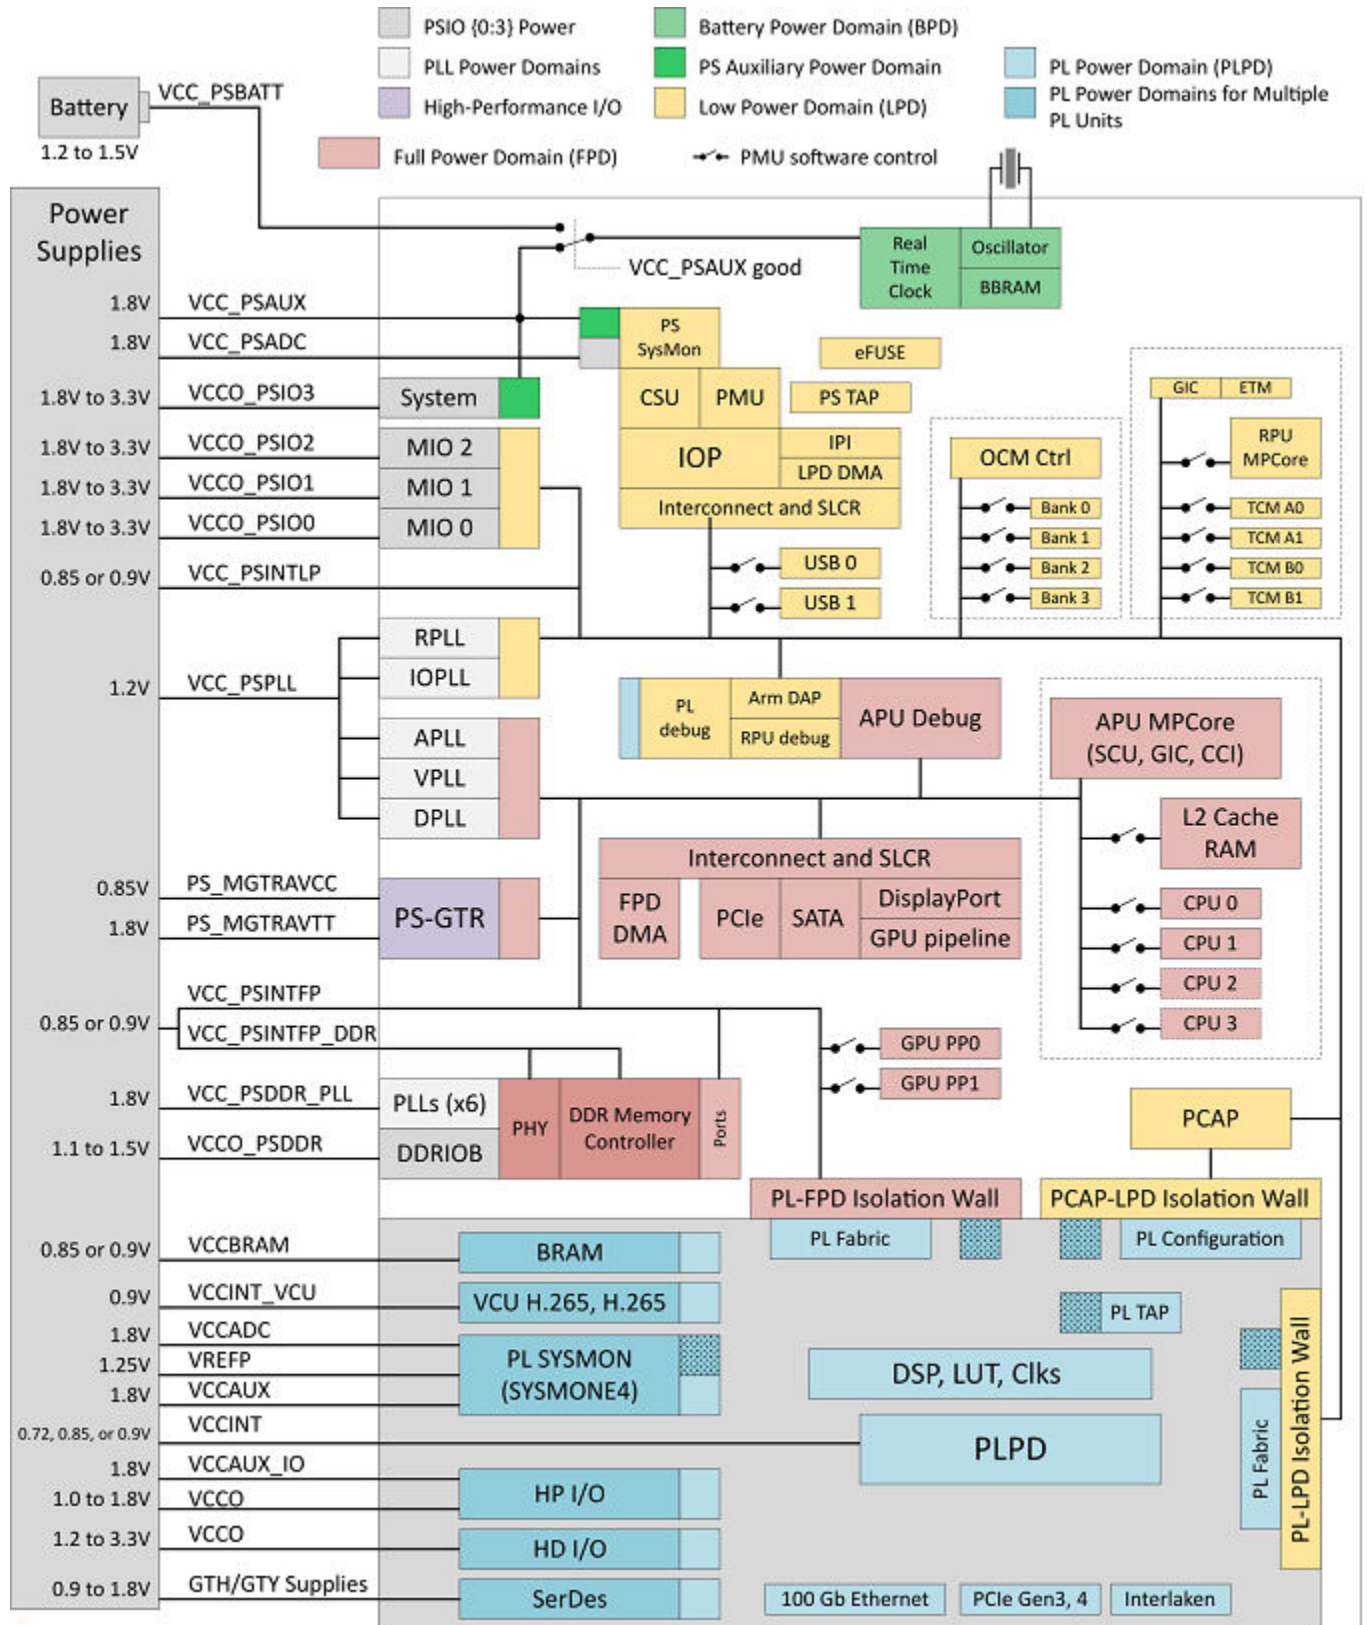 PSIO {0:3} Power
PLL Power Domains
High-Performance I/O
Full Power Domain (FPD)
Battery Power Domain (BPD)
PS Auxiliary Power Domain
Low Power Domain (LPD)
PMU software control
PL Power Domain (PLPD)
PL Power Domains for Multiple
PL Units
Battery
1.2 to 1.5V
VCC_PSBATT
Power
Supplies
VCC_PSAUX good
Real
Time
Clock
Oscillator
BBRAM
1.8V VCC_PSAUX
1.8V VCC_PSADC
1.8V to 3.3V VCCO_PSIO3
1.8V to 3.3V VCCO_PSIO2
1.8V to 3.3V VCCO_PSIO1
1.8V to 3.3V VCCO_PSIO0
0.85 or 0.9V VCC_PSINTLP
1.2V VCC_PSPLL
0.85V PS_MGTRAVCC
1.8V PS_MGTRAVTT
VCC_PSINTFP
0.85 or 0.9V
VCC_PSINTFP_DDR
1.8V VCC_PSDDR_PLL
1.1 to 1.5V VCCO_PSDDR
0.85 or 0.9V VCCBRAM
0.9V VCCINT_VCU
1.8V VCCADC
1.25V VREFP
1.8V VCCAUX
0.72, 0.85, or 0.9V VCCINT
1.8V VCCAUX_IO
1.0 to 1.8V VCCO
1.2 to 3.3V VCCO
0.9 to 1.8V GTH/GTY Supplies
System
MIO 2
MIO 1
MIO 0
RPLL
IOPLL
APLL
VPLL
DPLL
PS-GTR
PLLs (x6)
DDRIOB
PHY
DDR Memory
Controller
Ports
PS
SysMon
CSU
PMU
IOP
IPI
LPD DMA
Interconnect and SLCR
eFUSE
PS TAP
USB 0
USB 1
OCM Ctrl
Bank 0
Bank 1
Bank 2
Bank 3
GIC
ETM
RPU
MPCore
TCM A0
TCM A1
TCM B0
TCM B1
PL
debug
Arm DAP
RPU debug
APU Debug
APU MPCore
(SCU, GIC, CCI)
L2 Cache
RAM
CPU 0
CPU 1
CPU 2
CPU 3
Interconnect and SLCR
FPD
DMA
PCIe
SATA
DisplayPort
GPU pipeline
GPU PP0
GPU PP1
PCAP
PL-FPD Isolation Wall
PCAP-LPD Isolation Wall
PL Fabric
PL Configuration
PL TAP
BRAM
VCU H.265, H.265
PL SYSMON
(SYSMONE4)
DSP, LUT, Clks
PLPD
PL Fabric
PL-LPD Isolation Wall
HP I/O
HD I/O
SerDes
100 Gb Ethernet
PCIe Gen3, 4
Interlaken